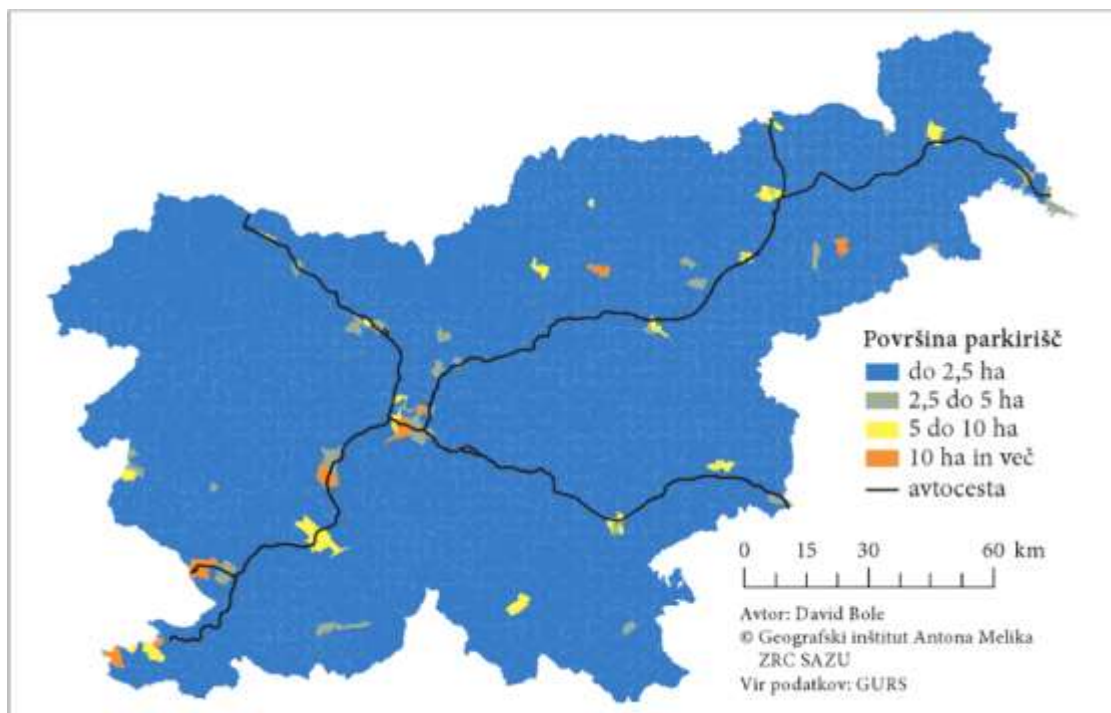 Površina parkirišč
do 2,5 ha
2,5 do 5 ha
5 do 10 ha
10 ha in več
avtocesta
0 15 30 60 km
Avtor: David Bole
© Geografski inštitut Antona Melika
ZRC SAZU
Vir podatkov: GURS